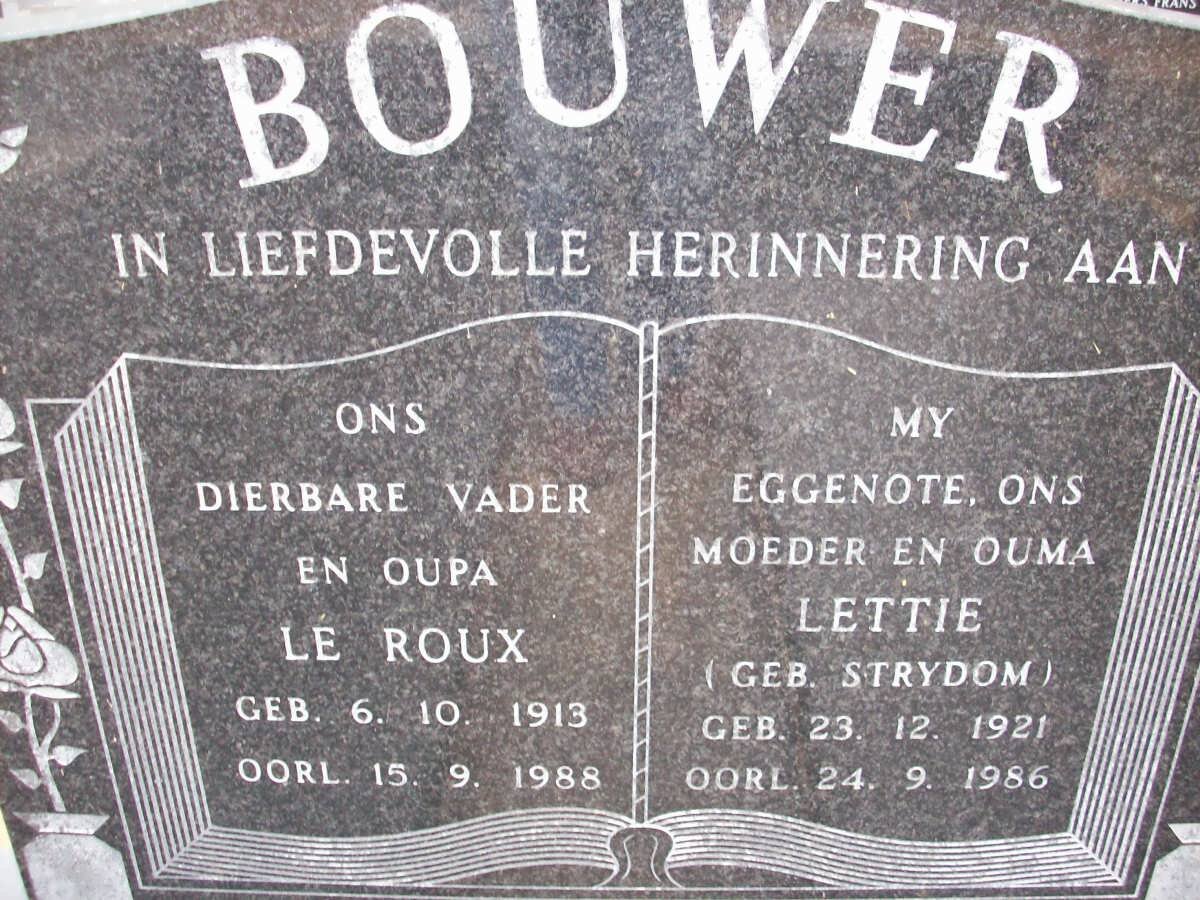 BOUWER
IN LIEFDEVOLLE HERINNERING AAN
ONS
DIERBARE VADER
EN OUPA
LE ROUX
GEB. 6. 10. 1913
OORL. 15. 9. 1988
MY
EGGENOTE, ONS
MOEDER EN OUMA
LETTIE
(GEB. STRYDOM)
GEB. 23. 12. 1921
OORL. 24. 9. 1986